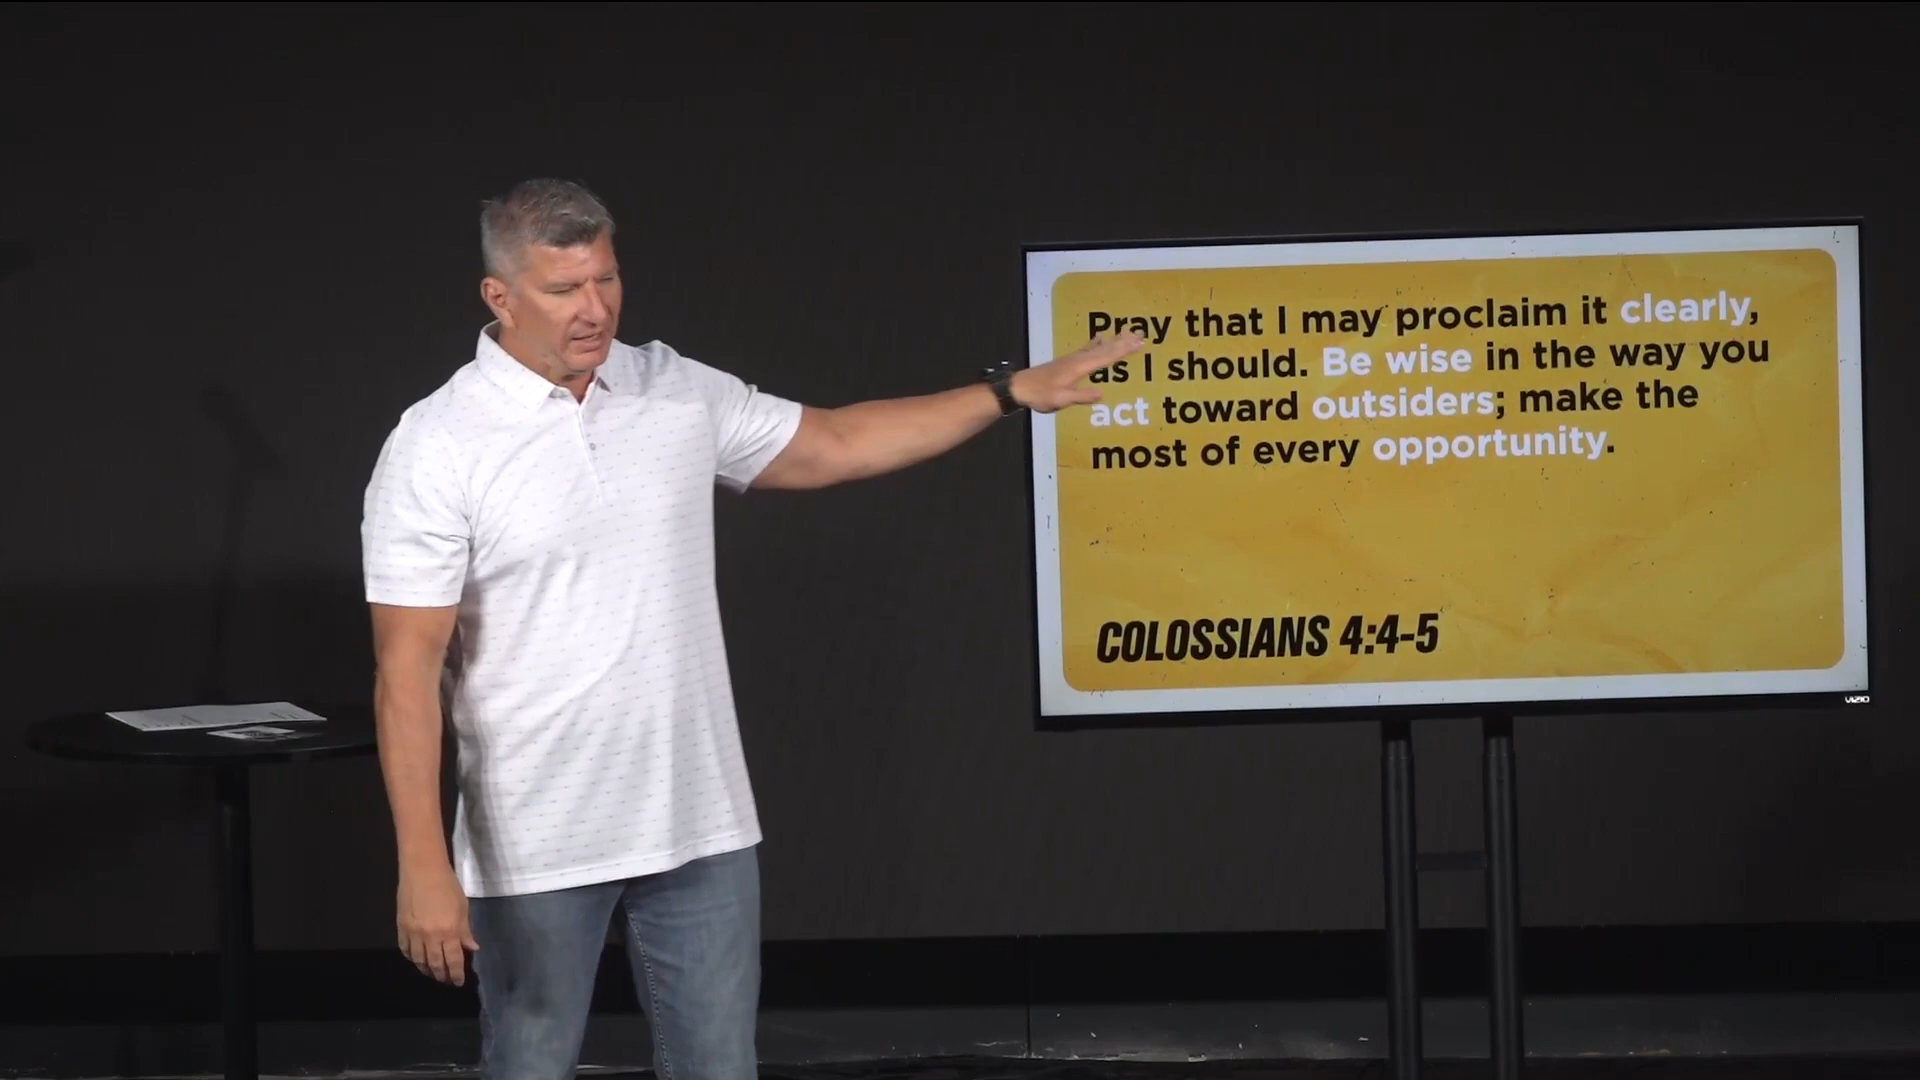 Pray that I may proclaim it clearly,
as I should. Be wise in the way you
act toward outsiders; make the
most of every opportunity.
COLOSSIANS 4:4-5
VIZIO